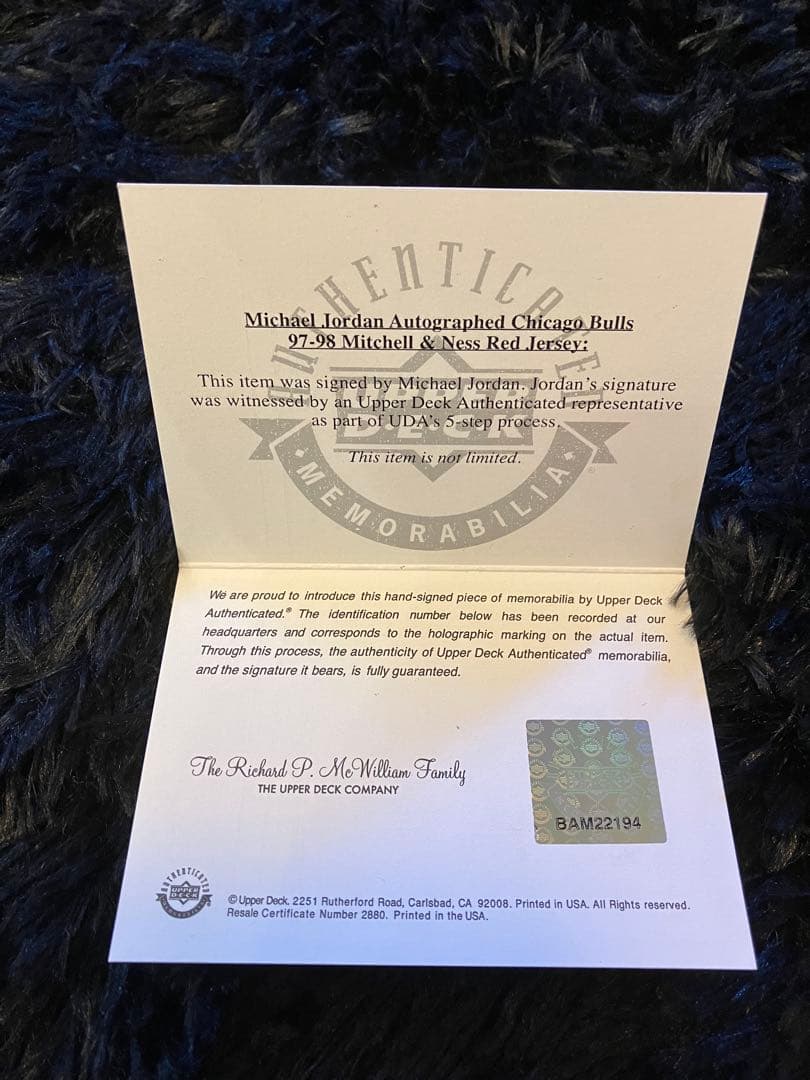 AUTHENTICATED
Michael Jordan Autographed Chicago Bulls
97-98 Mitchell & Ness Red Jersey:
This item was signed by Michael Jordan. Jordan's signature
was witnessed by an Upper Deck Authenticated representative
as part of UDA's 5-step process.
UPPER
DECK
This item is not limited.
MEMORABILIA
®
We are proud to introduce this hand-signed piece of memorabilia by Upper Deck
Authenticated.® The identification number below has been recorded at our
headquarters and corresponds to the holographic marking on the actual item.
Through this process, the authenticity of Upper Deck Authenticated® memorabilia,
and the signature it bears, is fully guaranteed.
The Richard P. McWilliam Family
THE UPPER DECK COMPANY
BAM22194
AUTHENTICATED
UPPER
DECK
© Upper Deck. 2251 Rutherford Road, Carlsbad, CA 92008. Printed in USA. All Rights reserved.
Resale Certificate Number 2880. Printed in the USA.